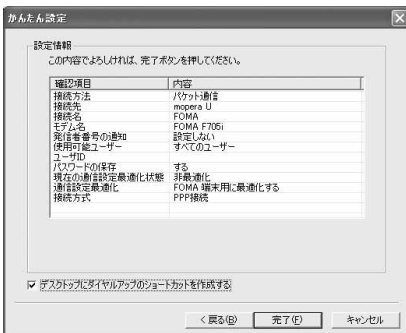 かんたん設定
設定情報
この内容でよろしければ、完了ボタンを押してください。
確認項目 内容
接続方法 パケット通信
接続先 mopera U
接続名 FOMA
モデム名 FOMA F705i
発信者番号の通知 設定しない
使用可能ユーザー すべてのユーザー
ユーザID
パスワードの保存 する
現在の通信設定最適化状態 非最適化
通信設定最適化 FOMA 端末用に最適化する
接続方式 PPP接続
デスクトップにダイヤルアップのショートカットを作成する
< 戻る(B) 完了(F) キャンセル